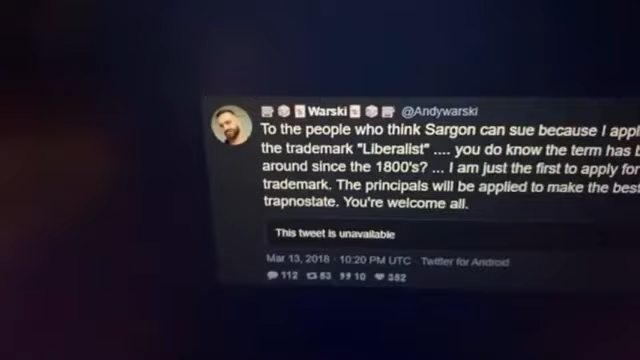 Warski @Andywarski
To the people who think Sargon can sue because I appl
the trademark "Liberalist" .... you do know the term has b
around since the 1800's? ... I am just the first to apply for
trademark. The principals will be applied to make the best
trapnostate. You're welcome all.
This tweet is unavailable
Mar 13, 2018 · 10:20 PM UTC · Twitter for Android
112 53 10 382